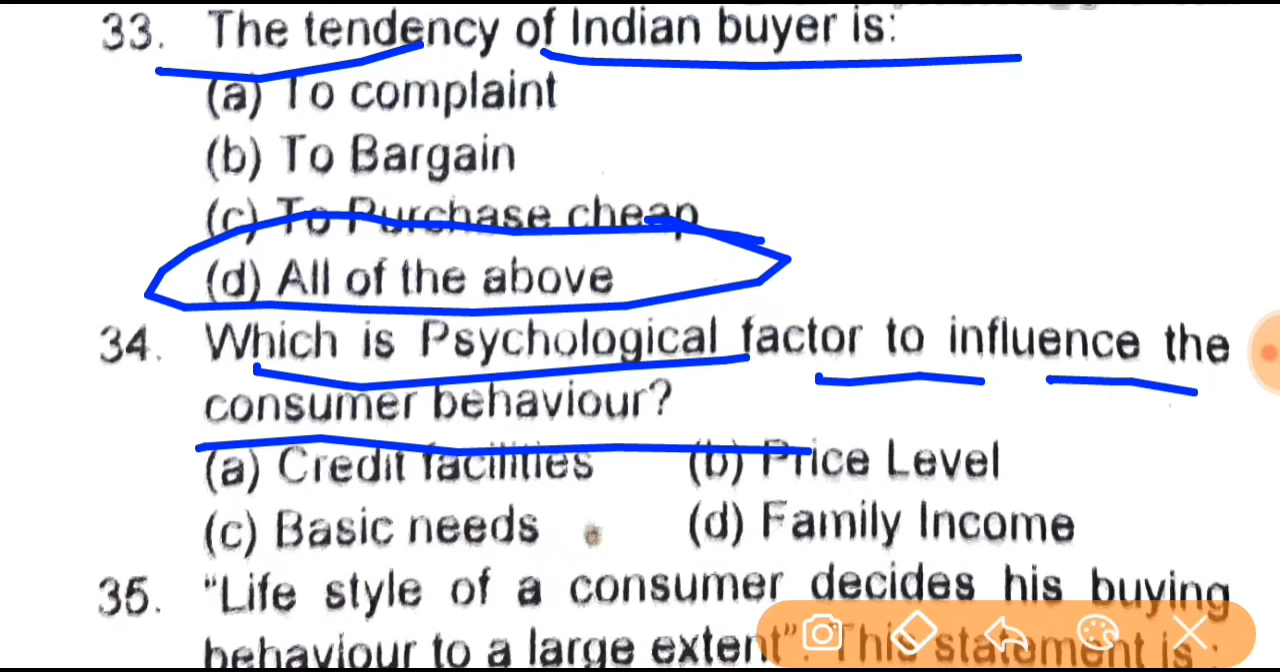 33. The tendency of Indian buyer is:
(a) To complaint
(b) To Bargain
(c) To Purchase cheap
(d) All of the above
34. Which is Psychological factor to influence the
consumer behaviour?
(a) Credit facilities (b) Price Level
(c) Basic needs (d) Family Income
35. "Life style of a consumer decides his buying
behaviour to a large extent". This statement is :